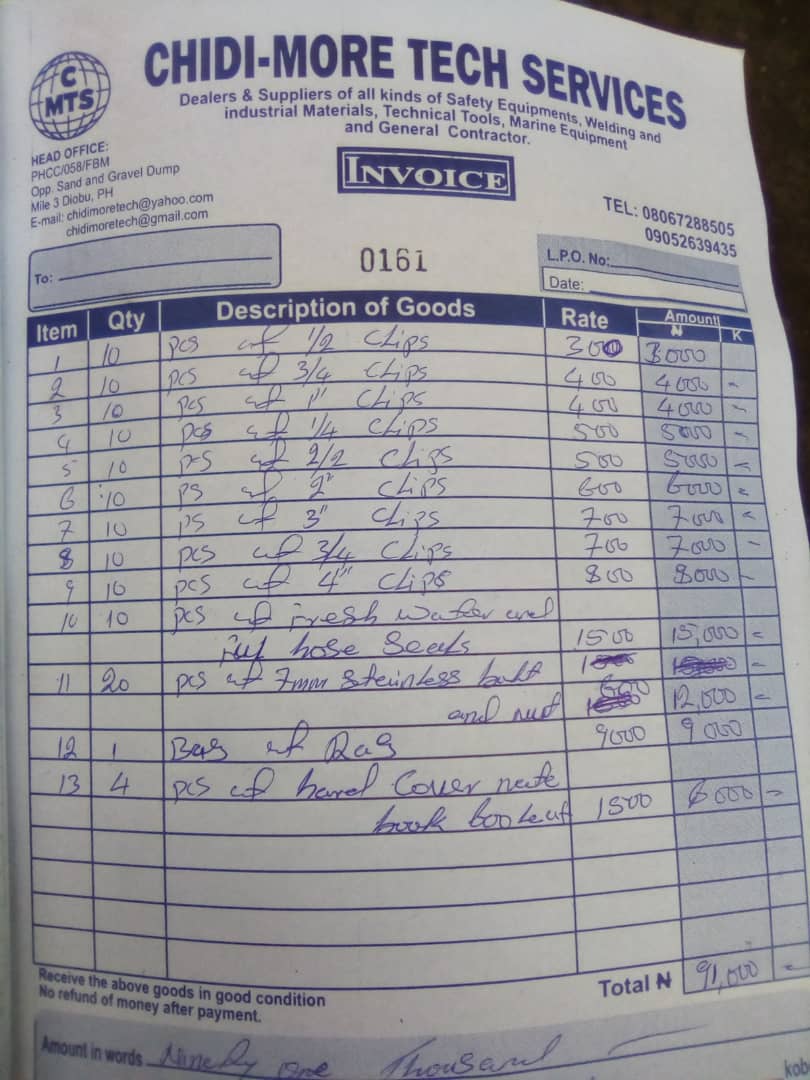 C
MTS
CHIDI-MORE TECH SERVICES
Dealers & Suppliers of all kinds of Safety Equipments, Welding and
industrial Materials, Technical Tools, Marine Equipment
and General Contractor.
HEAD OFFICE:
PHCC/058/FBM
Opp. Sand and Gravel Dump
Mile 3 Diobu, PH
E-mail: chidimoretech@yahoo.com
chidimoretech@gmail.com
INVOICE
TEL: 08067288505
09052639435
To:
0161
L.P.O. No:
Date:
Item Qty Description of Goods Rate Amount ₦ K
1 10 pcs of 1/2 Clips 300 3000
2 10 pcs of 3/4 Clips 400 4000 =
3 10 pcs of 1" Clips 400 4000 =
4 10 pcs of 1/4 Clips 500 5000 =
5 10 pcs of 2/2 Clips 500 5000 =
6 10 ps of 2" Clips 600 6000 =
7 10 ps of 3" Clips 700 7000 =
8 10 pcs of 3/4 Clips 700 7000 =
9 10 pcs of 4" Clips 800 8000 =
10 10 pcs of Fresh water and
hose Seals 1500 15,000 =
11 20 pcs of 7mm Steinless bolt
and nut 600 12,000 =
12 1 Bag of Rag 9000 9000
13 4 pcs of hard Cover note
book 1500 6000 =
Total ₦ 91,000 =
Receive the above goods in good condition
No refund of money after payment.
Amount in words Ninety one Thousand
kob